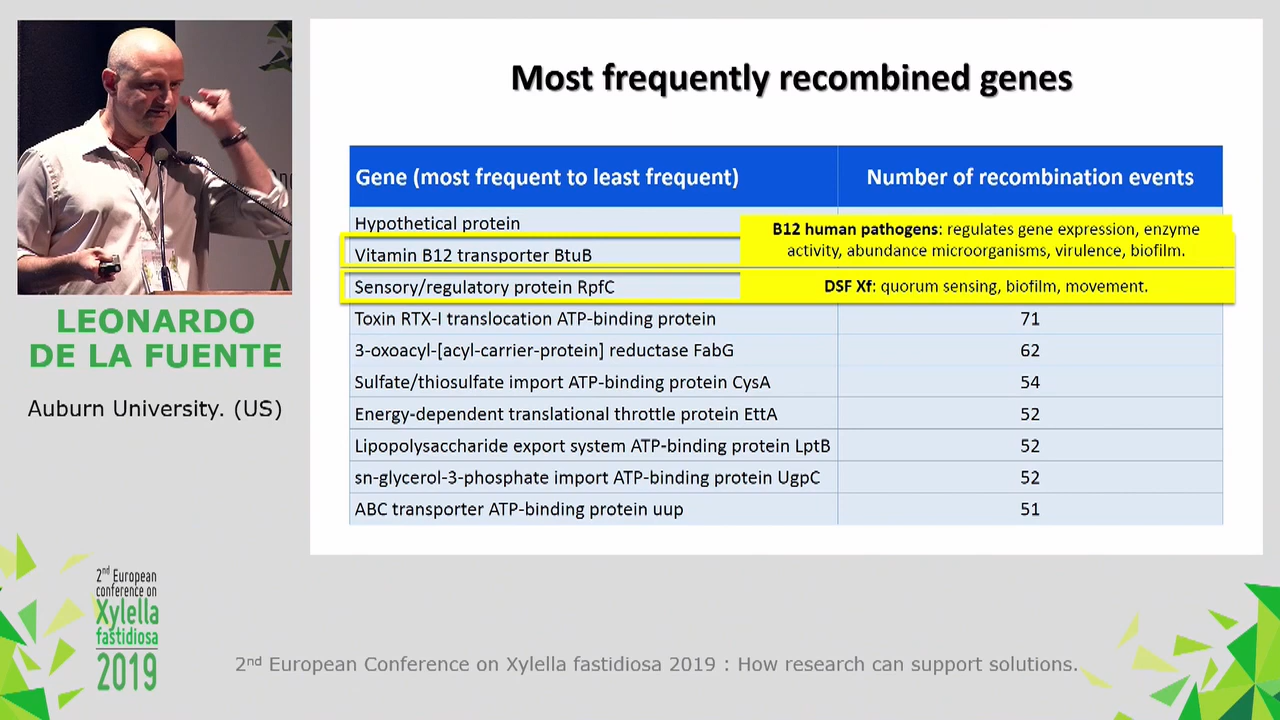 Most frequently recombined genes
Gene (most frequent to least frequent) Number of recombination events
Hypothetical protein
B12 human pathogens: regulates gene expression, enzyme
activity, abundance microorganisms, virulence, biofilm.
Vitamin B12 transporter BtuB
Sensory/regulatory protein RpfC
DSF Xf: quorum sensing, biofilm, movement.
Toxin RTX-I translocation ATP-binding protein 71
3-oxoacyl-[acyl-carrier-protein] reductase FabG 62
Sulfate/thiosulfate import ATP-binding protein CysA 54
Energy-dependent translational throttle protein EttA 52
Lipopolysaccharide export system ATP-binding protein LptB 52
sn-glycerol-3-phosphate import ATP-binding protein UgpC 52
ABC transporter ATP-binding protein uup 51
LEONARDO
DE LA FUENTE
Auburn University. (US)
2nd European
conference on
Xylella
fastidiosa
2019
2nd European Conference on Xylella fastidiosa 2019 : How research can support solutions.